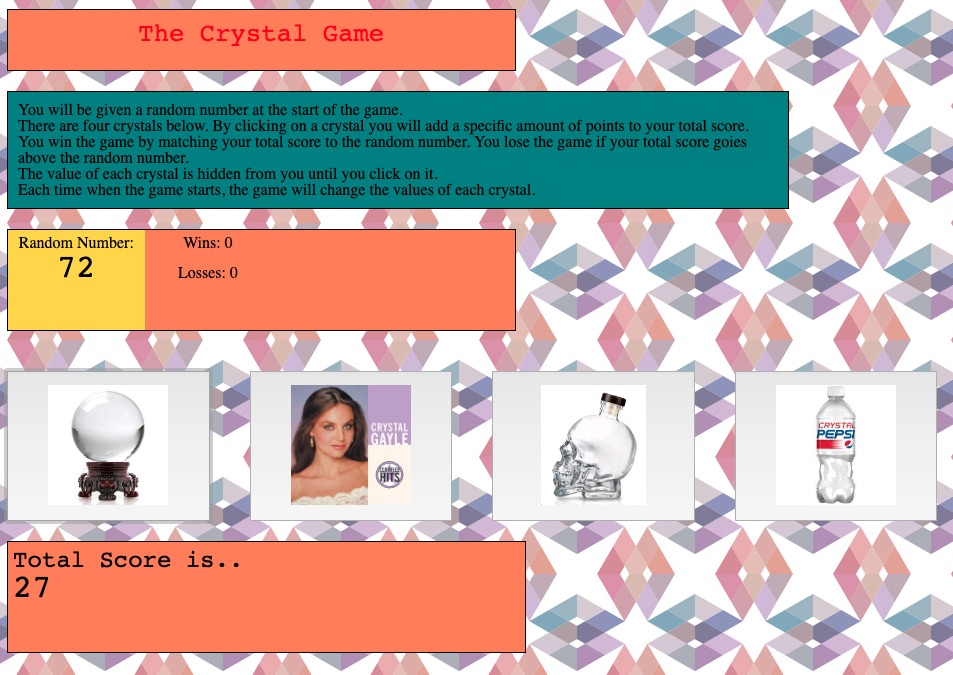 The Crystal Game
You will be given a random number at the start of the game.
There are four crystals below. By clicking on a crystal you will add a specific amount of points to your total score.
You win the game by matching your total score to the random number. You lose the game if your total score goies
above the random number.
The value of each crystal is hidden from you until you click on it.
Each time when the game starts, the game will change the values of each crystal.
Random Number:
72
Wins: 0
Losses: 0
CRYSTAL
GAYLE
HITS
CRYSTAL
PEPSI
Total Score is..
27